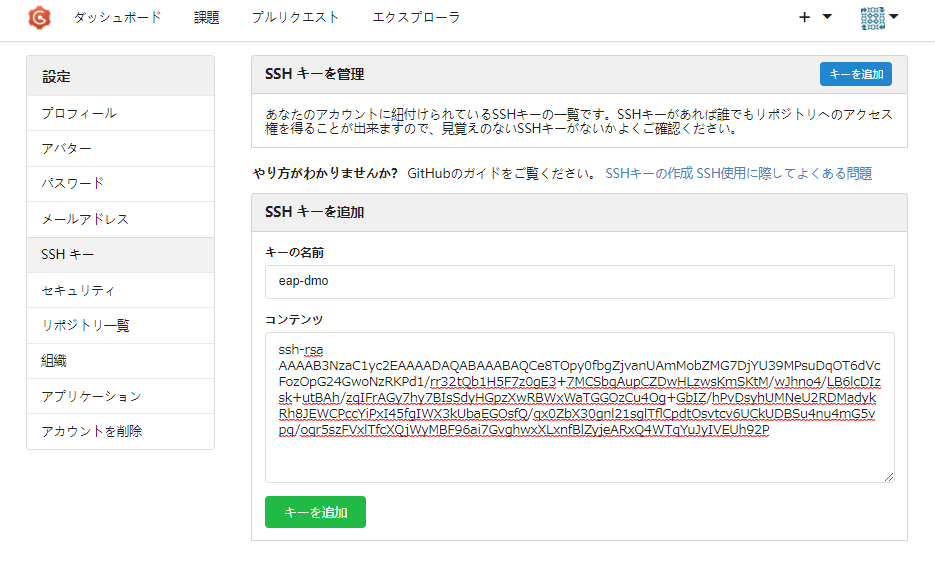 ダッシュボード 課題 プルリクエスト エクスプローラ
設定
プロフィール
アバター
パスワード
メールアドレス
SSH キー
セキュリティ
リポジトリ一覧
組織
アプリケーション
アカウントを削除
SSH キーを管理
キーを追加
あなたのアカウントに紐付けられているSSHキーの一覧です。SSHキーがあれば誰でもリポジトリへのアクセス
権を得ることが出来ますので、見覚えのないSSHキーがないかよくご確認ください。
やり方がわかりませんか? GitHubのガイドをご覧ください。 SSHキーの作成 SSH使用に際してよくある問題
SSH キーを追加
キーの名前
eap-dmo
コンテンツ
ssh-rsa
AAAAB3NzaC1yc2EAAAADAQABAAABAQCe8TOpy0fbgZjvanUAmMobZMG7DjYU39MPsuDqOT6dVc
FozOpG24GwoNzRKPd1/rr32tQb1H5F7z0gE3+7MCSbqAupCZDwHLzwsKmSKtM/wJhno4/LB6lcDIz
sk+utBAh/zqIFrAGy7hy7BIsSdyHGpzXwRBWxWaTGGOzCu4Oq+GbIZ/hPvDsyhUMNeU2RDMadyk
Rh8JEWCPccYiPxI45fgIWX3kUbaEGOsfQ/qx0ZbX30gnl21sglTflCpdtOsvtcv6UCkUDBSu4nu4mG5v
pq/oqr5szFVxlTfcXQjWyMBF96ai7GvghwxXLxnfBlZyjeARxQ4WTqYuJyIVEUh92P
キーを追加